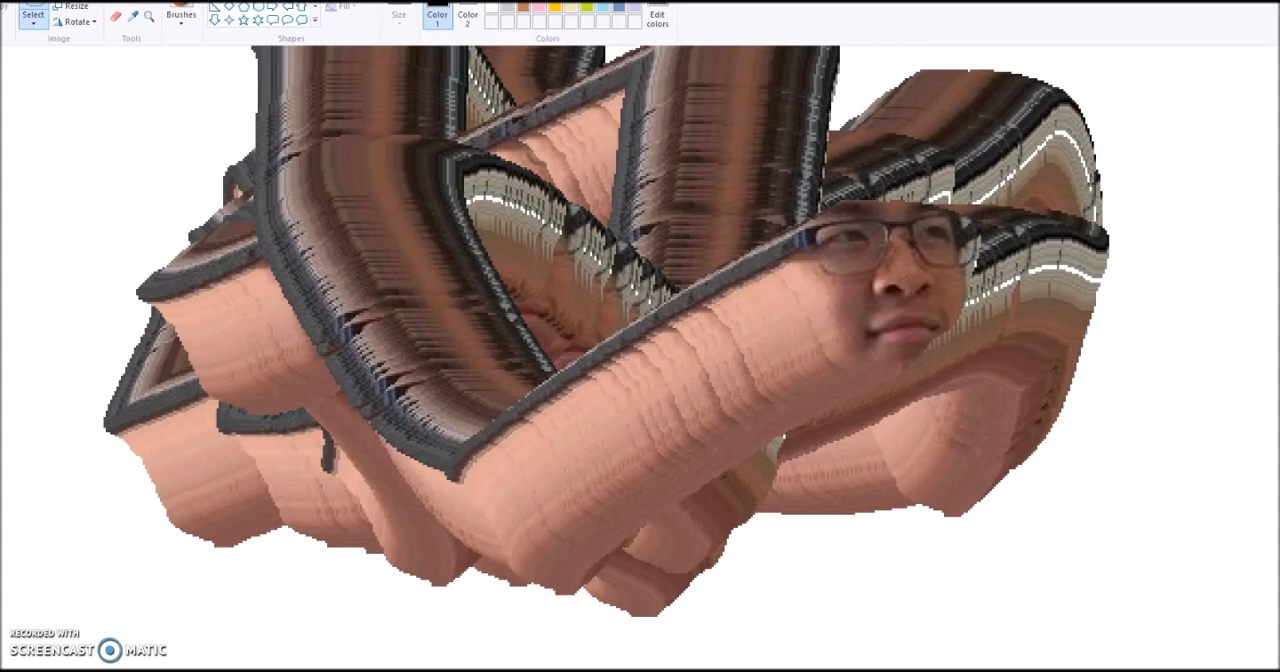 Select
Resize
Rotate
Brushes
Fill
Size
Color
1
Color
2
Edit
colors
Image
Tools
Shapes
Colors
RECORDED WITH
SCREENCAST MATIC